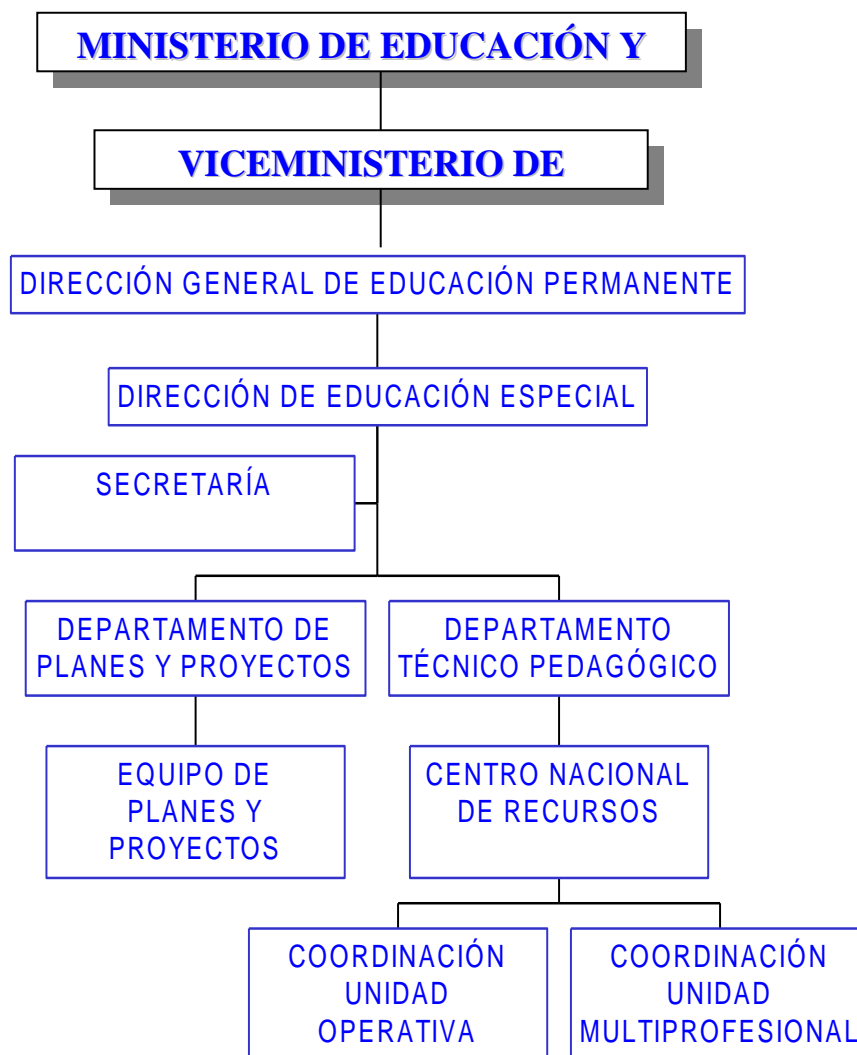 MINISTERIO DE EDUCACIÓN Y
VICEMINISTERIO DE
DIRECCIÓN GENERAL DE EDUCACIÓN PERMANENTE
DIRECCIÓN DE EDUCACIÓN ESPECIAL
SECRETARÍA
DEPARTAMENTO DE
PLANES Y PROYECTOS
DEPARTAMENTO
TÉCNICO PEDAGÓGICO
EQUIPO DE
PLANES Y
PROYECTOS
CENTRO NACIONAL
DE RECURSOS
COORDINACIÓN
UNIDAD
OPERATIVA
COORDINACIÓN
UNIDAD
MULTIPROFESIONAL